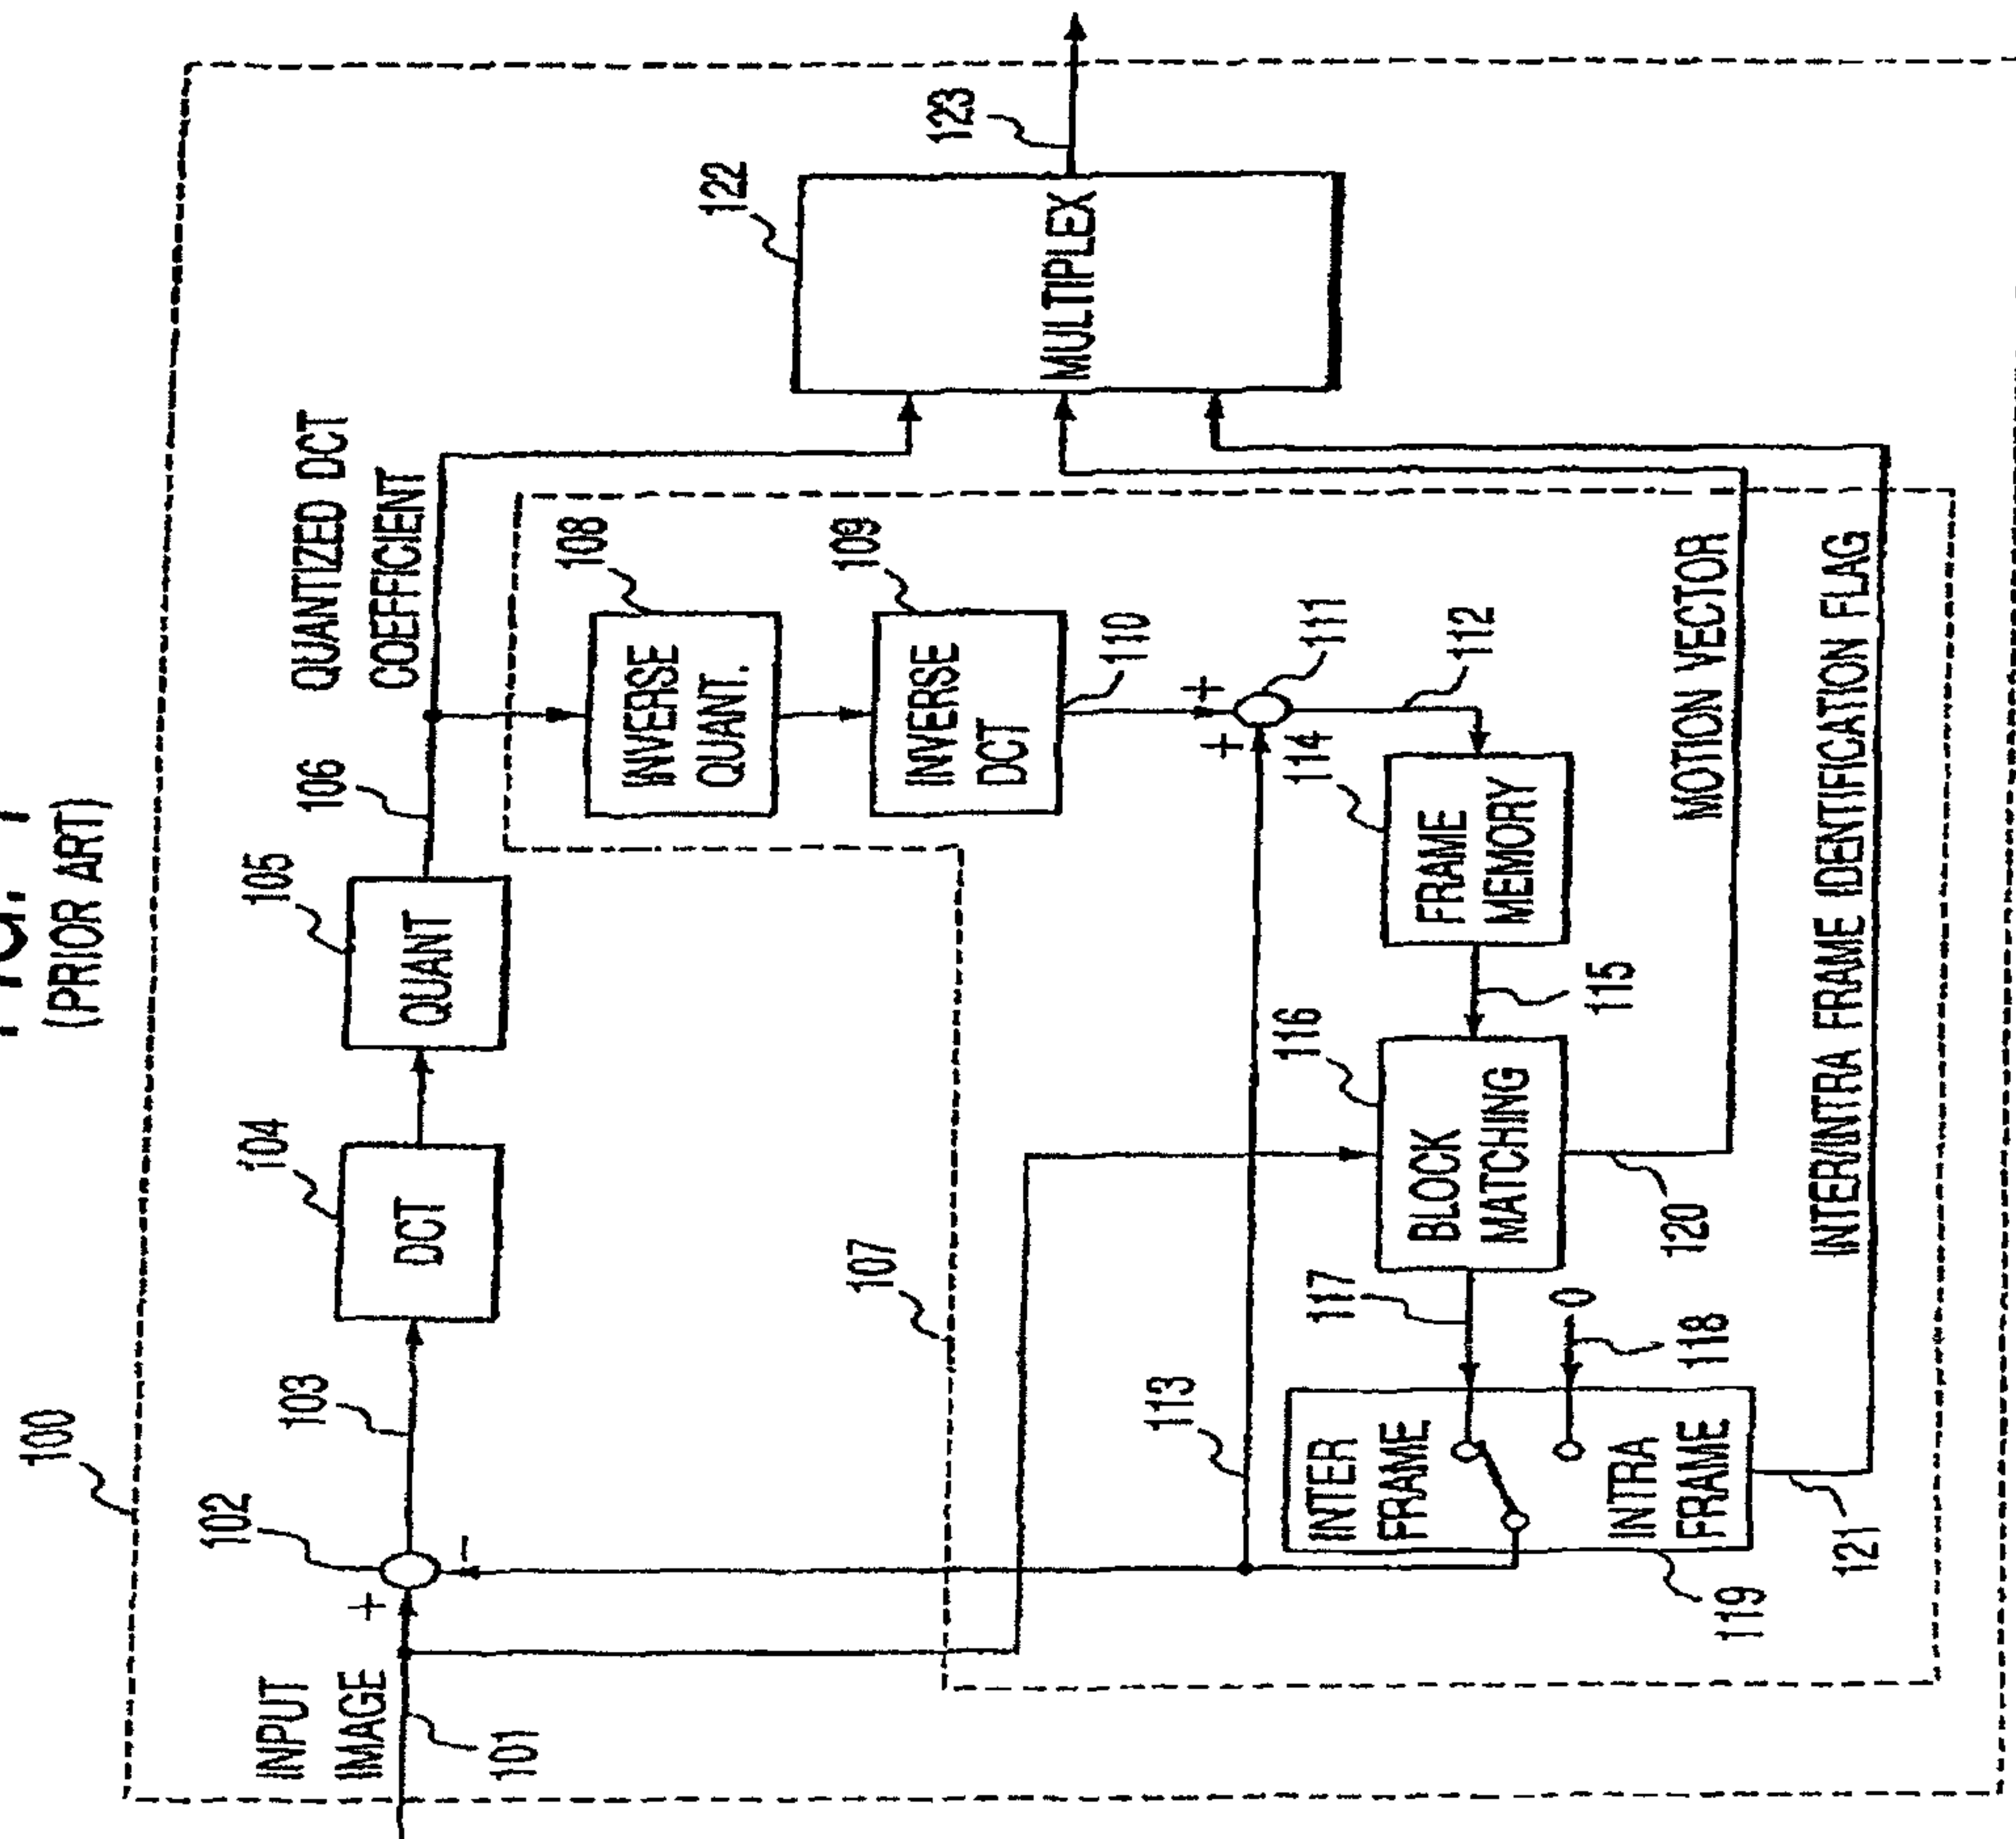 (PRIOR ART)
100
INPUT
IMAGE
101
102
+
-
103
104
DCT
105
QUANT
106
QUANTIZED DCT
COEFFICIENT
107
108
INVERSE
QUANT.
109
INVERSE
DCT
110
+
+
111
112
113
114
FRAME
MEMORY
115
116
BLOCK
MATCHING
117
0
118
INTER
FRAME
INTRA
FRAME
119
120
121
MOTION VECTOR
INTER/INTRA FRAME IDENTIFICATION FLAG
122
MULTIPLEX
123